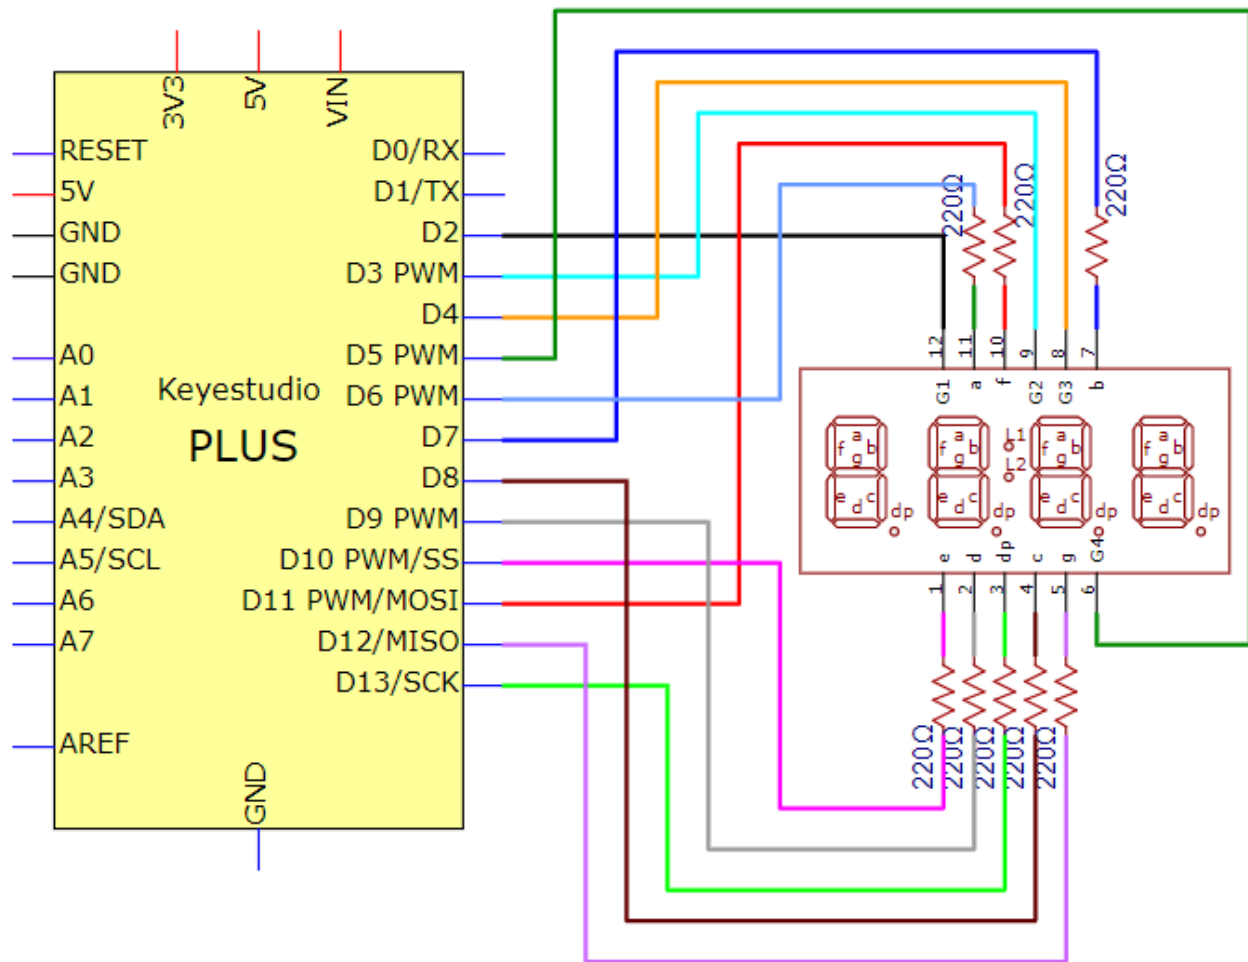 3V3
5V
VIN
RESET
5V
GND
GND
A0
A1
A2
A3
A4/SDA
A5/SCL
A6
A7
AREF
GND
Keyestudio
PLUS
D0/RX
D1/TX
D2
D3 PWM
D4
D5 PWM
D6 PWM
D7
D8
D9 PWM
D10 PWM/SS
D11 PWM/MOSI
D12/MISO
D13/SCK
220Ω
220Ω
220Ω
12 11 10 9 8 7
G1 a f G2 G3 b
a f b g e d c dp
a f b g e d c dp
L1
L2
a f b g e d c dp
a f b g e d c dp
e d dp c g G4
1 2 3 4 5 6
220Ω 220Ω 220Ω 220Ω 220Ω